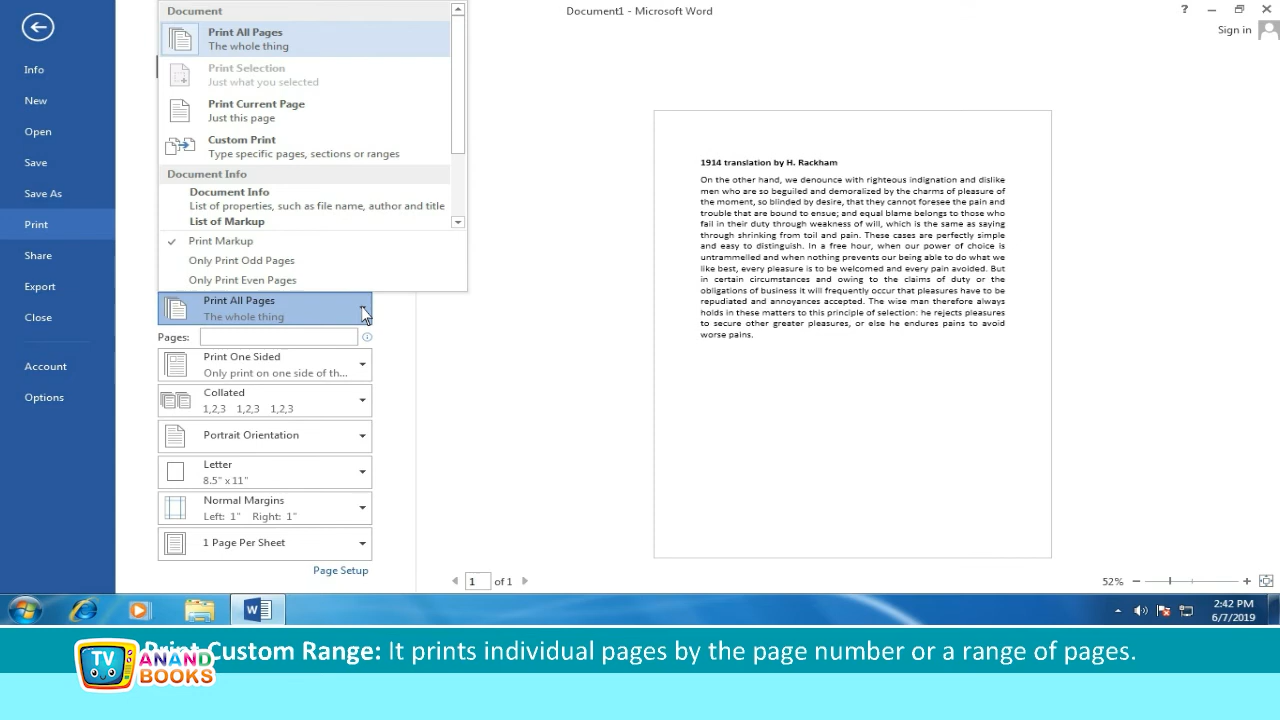 Document1 - Microsoft Word
?
Sign in
Info
New
Open
Save
Save As
Print
Share
Export
Close
Account
Options
Document
Print All Pages
The whole thing
Print Selection
Just what you selected
Print Current Page
Just this page
Custom Print
Type specific pages, sections or ranges
Document Info
Document Info
List of properties, such as file name, author and title
List of Markup
Print Markup
Only Print Odd Pages
Only Print Even Pages
Print All Pages
The whole thing
Pages:
Print One Sided
Only print on one side of th...
Collated
1,2,3 1,2,3 1,2,3
Portrait Orientation
Letter
8.5" x 11"
Normal Margins
Left: 1" Right: 1"
1 Page Per Sheet
Page Setup
1914 translation by H. Rackham
On the other hand, we denounce with righteous indignation and dislike
men who are so beguiled and demoralized by the charms of pleasure of
the moment, so blinded by desire, that they cannot foresee the pain and
trouble that are bound to ensue; and equal blame belongs to those who
fail in their duty through weakness of will, which is the same as saying
through shrinking from toil and pain. These cases are perfectly simple
and easy to distinguish. In a free hour, when our power of choice is
untrammelled and when nothing prevents our being able to do what we
like best, every pleasure is to be welcomed and every pain avoided. But
in certain circumstances and owing to the claims of duty or the
obligations of business it will frequently occur that pleasures have to be
repudiated and annoyances accepted. The wise man therefore always
holds in these matters to this principle of selection: he rejects pleasures
to secure other greater pleasures, or else he endures pains to avoid
worse pains.
1 of 1
52%
2:42 PM
6/7/2019
Print Custom Range: It prints individual pages by the page number or a range of pages.
TV
ANAND
BOOKS